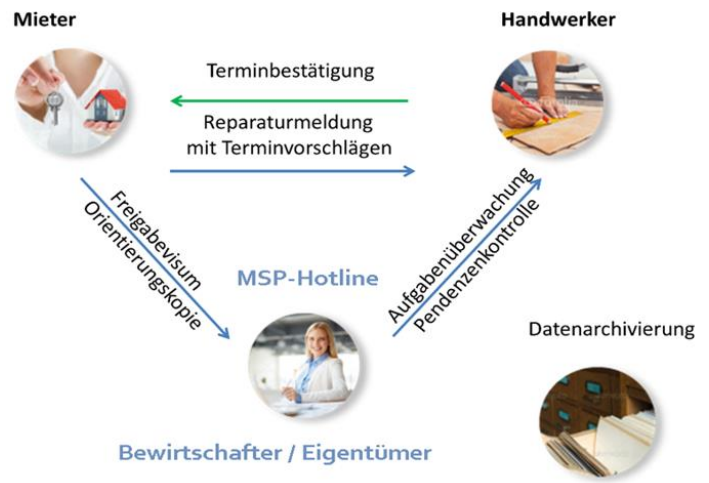 Mieter
Handwerker
Terminbestätigung
Reparaturmeldung
mit Terminvorschlägen
Freigabevisum
Orientierungskopie
Aufgabenüberwachung
Pendenzenkontrolle
MSP-Hotline
Datenarchivierung
Bewirtschafter / Eigentümer